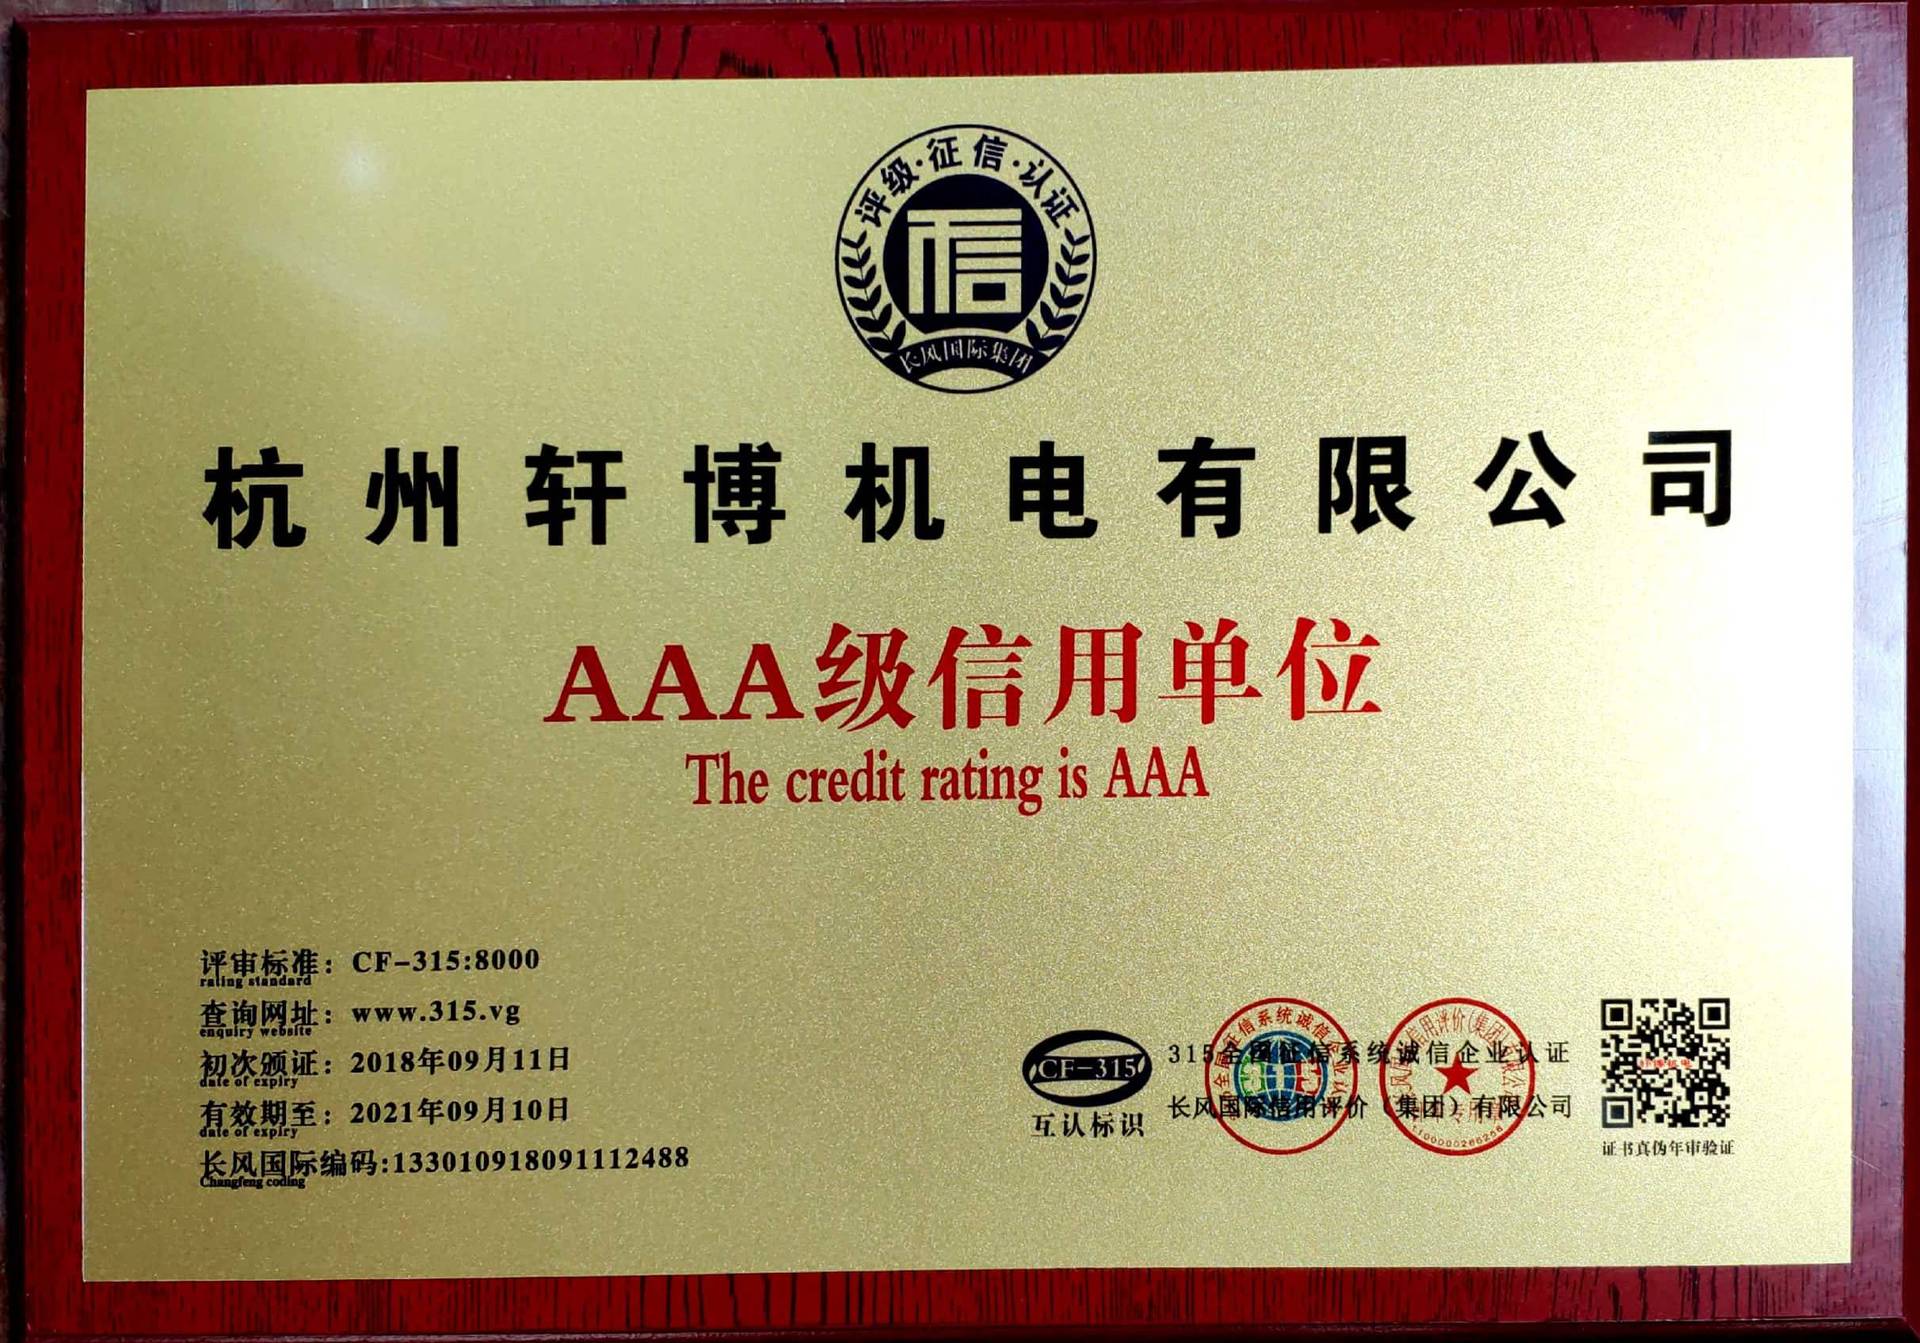 评级·征信·认证
信
长风国际集团
杭州轩博机电有限公司
AAA级信用单位
The credit rating is AAA
评审标准：CF-315:8000
rating standard
查询网址：www.315.vg
enquiry website
初次颁证：2018年09月11日
date of expiry
有效期至：2021年09月10日
date of expiry
长风国际编码:133010918091112488
Changfeng coding
CF-315
互认标识
315全国征信系统诚信企业认证
长风国际信用评价（集团）有限公司
证书真伪年审验证